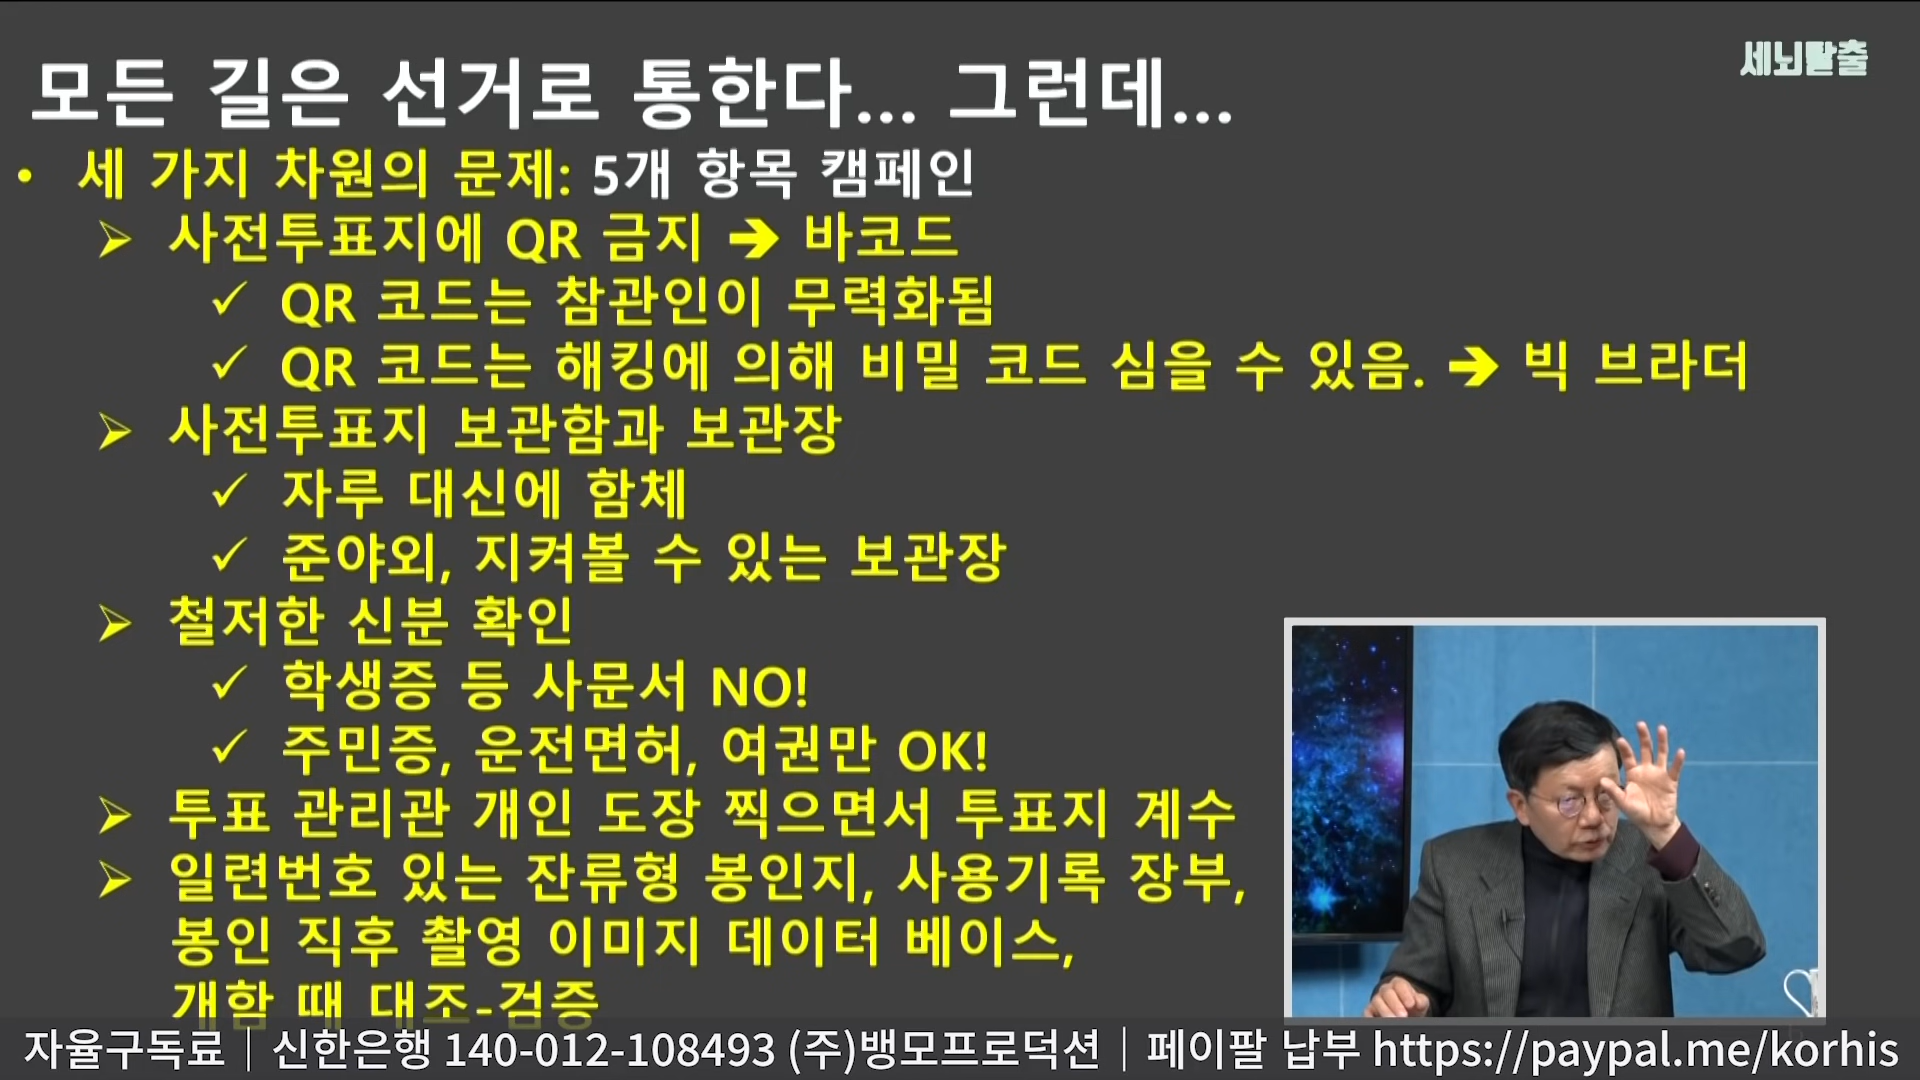 세뇌탈출
모든 길은 선거로 통한다... 그런데...
• 세 가지 차원의 문제: 5개 항목 캠페인
➢ 사전투표지에 QR 금지 ➔ 바코드
✓ QR 코드는 참관인이 무력화됨
✓ QR 코드는 해킹에 의해 비밀 코드 심을 수 있음. ➔ 빅 브라더
➢ 사전투표지 보관함과 보관장
✓ 자루 대신에 함체
✓ 준야외, 지켜볼 수 있는 보관장
➢ 철저한 신분 확인
✓ 학생증 등 사문서 NO!
✓ 주민증, 운전면허, 여권만 OK!
➢ 투표 관리관 개인 도장 찍으면서 투표지 계수
➢ 일련번호 있는 잔류형 봉인지, 사용기록 장부,
봉인 직후 촬영 이미지 데이터 베이스,
개함 때 대조-검증
자율구독료｜신한은행 140-012-108493 (주)뱅모프로덕션｜페이팔 납부 https://paypal.me/korhis